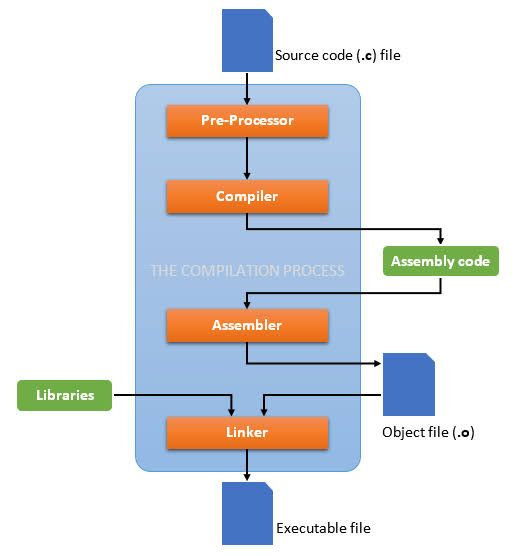 Source code (.c) file
Pre-Processor
Compiler
Assembly code
THE COMPILATION PROCESS
Assembler
Libraries
Object file (.o)
Linker
Executable file